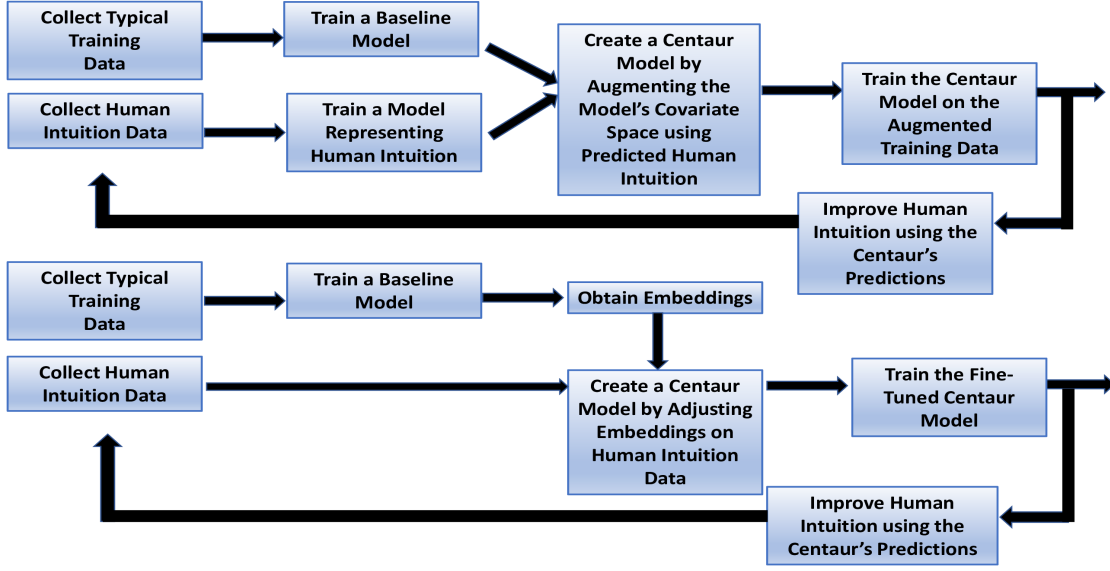 Collect Typical
Training
Data
Train a Baseline
Model
Create a Centaur
Model by
Augmenting the
Model's Covariate
Space using
Predicted Human
Intuition
Train the Centaur
Model on the
Augmented
Training Data
Collect Human
Intuition Data
Train a Model
Representing
Human Intuition
Improve Human
Intuition using the
Centaur's
Predictions
Collect Typical
Training
Data
Train a Baseline
Model
Obtain Embeddings
Collect Human
Intuition Data
Create a Centaur
Model by Adjusting
Embeddings on
Human Intuition
Data
Train the Fine-
Tuned Centaur
Model
Improve Human
Intuition using the
Centaur's Predictions